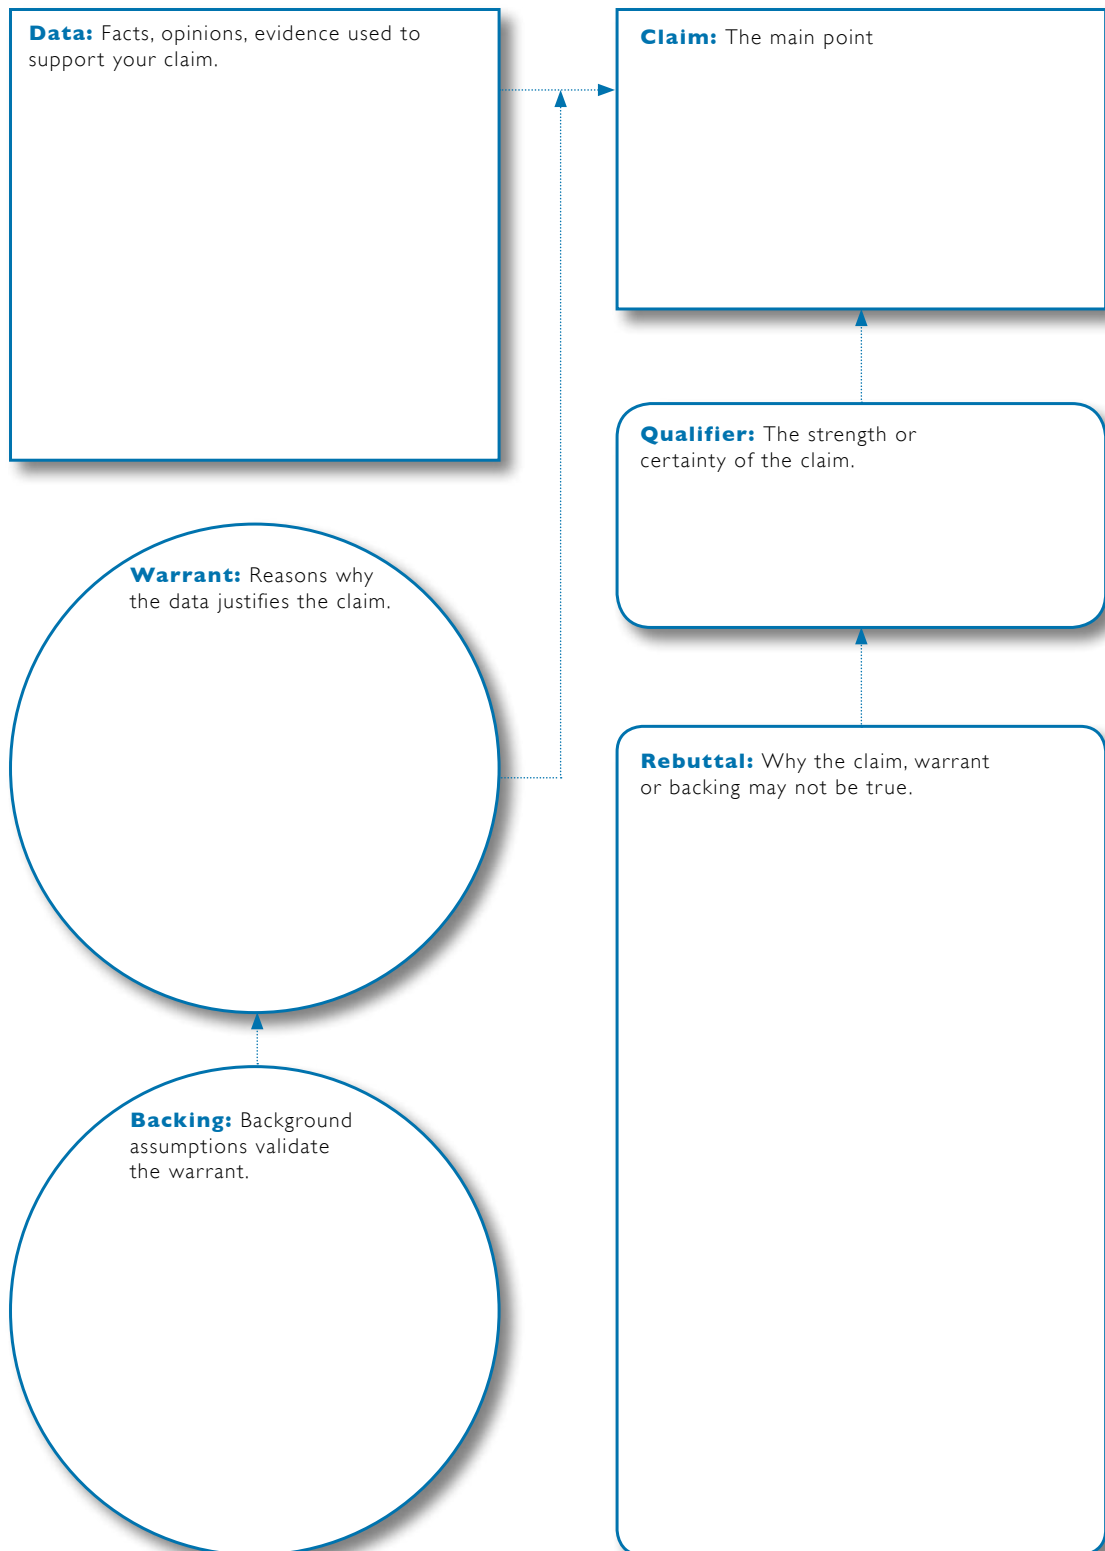 Data: Facts, opinions, evidence used to
support your claim.
Claim: The main point
Qualifier: The strength or
certainty of the claim.
Warrant: Reasons why
the data justifies the claim.
Rebuttal: Why the claim, warrant
or backing may not be true.
Backing: Background
assumptions validate
the warrant.